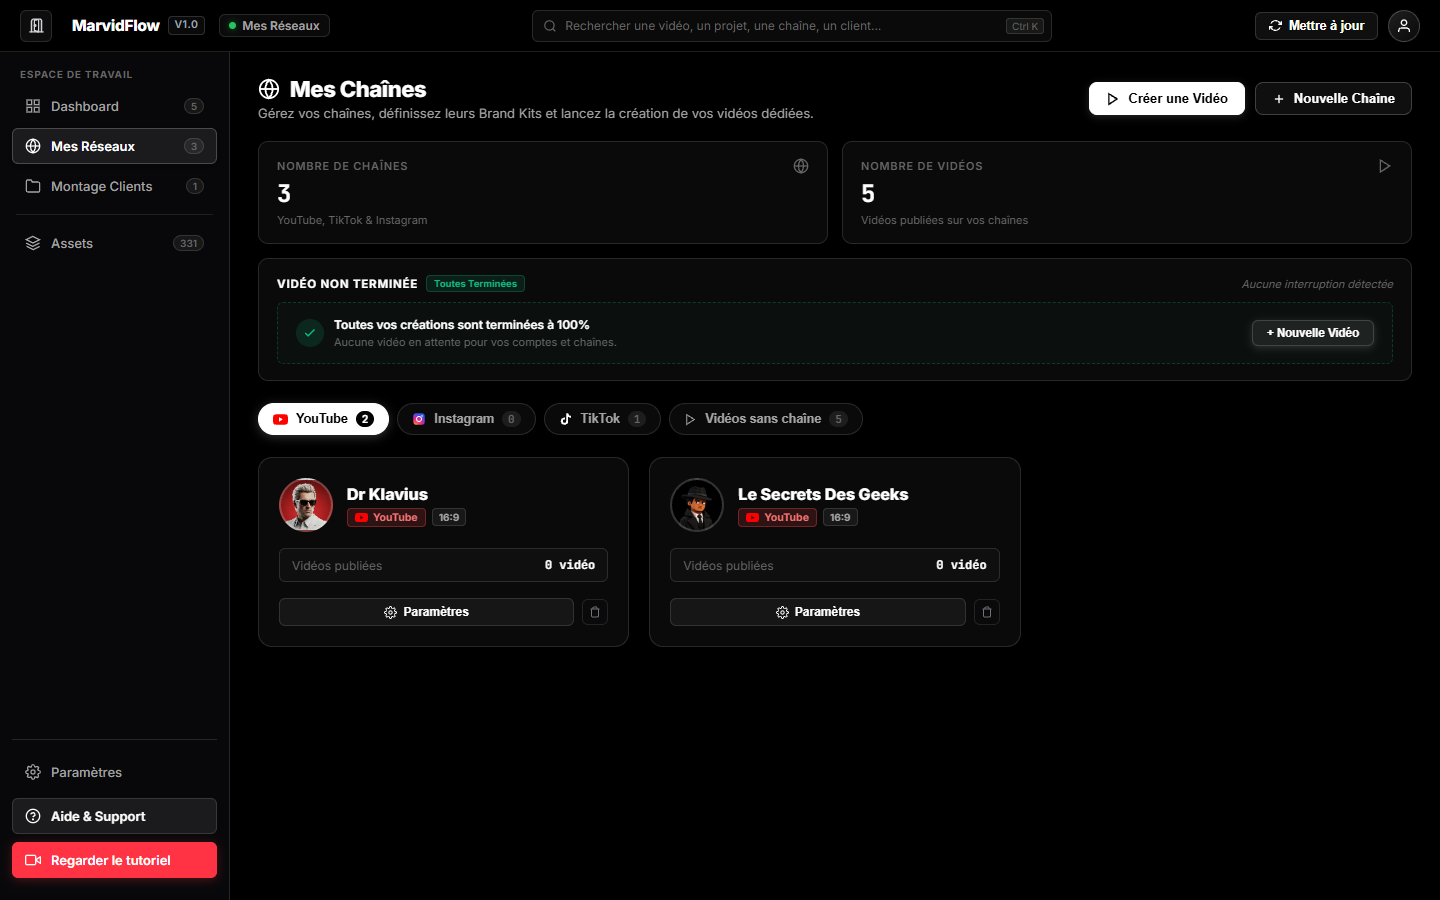 MarvidFlow V1.0 Mes Réseaux Rechercher une vidéo, un projet, une chaîne, un client... Ctrl K Mettre à jour
ESPACE DE TRAVAIL
Dashboard 5
Mes Réseaux 3
Montage Clients 1
Assets 331
Paramètres
Aide & Support
Regarder le tutoriel
Mes Chaînes
Gérez vos chaînes, définissez leurs Brand Kits et lancez la création de vos vidéos dédiées.
Créer une Vidéo + Nouvelle Chaîne
NOMBRE DE CHAÎNES
3
YouTube, TikTok & Instagram
NOMBRE DE VIDÉOS
5
Vidéos publiées sur vos chaînes
VIDÉO NON TERMINÉE Toutes Terminées Aucune interruption détectée
Toutes vos créations sont terminées à 100%
Aucune vidéo en attente pour vos comptes et chaînes.
+ Nouvelle Vidéo
YouTube 2 Instagram 0 TikTok 1 Vidéos sans chaîne 5
Dr Klavius
YouTube 16:9
Vidéos publiées 0 vidéo
Paramètres
Le Secrets Des Geeks
YouTube 16:9
Vidéos publiées 0 vidéo
Paramètres